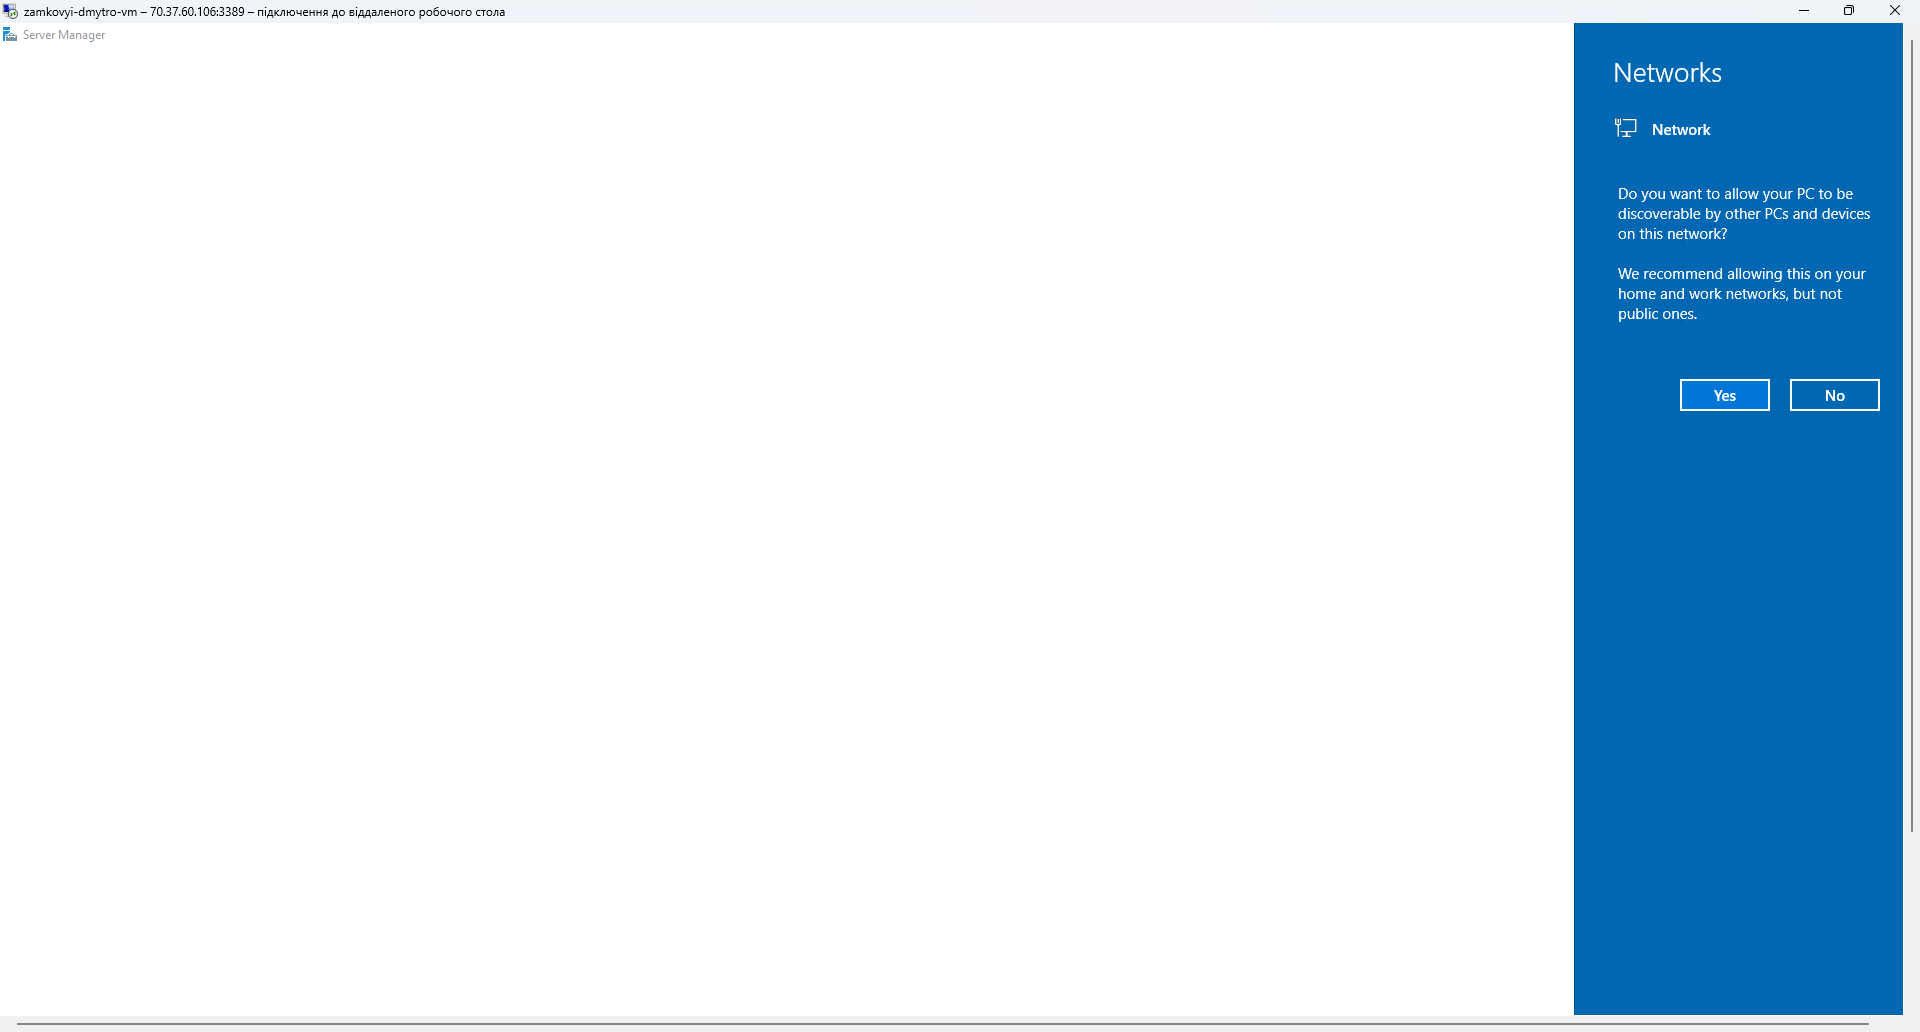 zamkovyi-dmytro-vm – 70.37.60.106:3389 – підключення до віддаленого робочого стола
Server Manager
Networks
Network
Do you want to allow your PC to be
discoverable by other PCs and devices
on this network?
We recommend allowing this on your
home and work networks, but not
public ones.
Yes
No